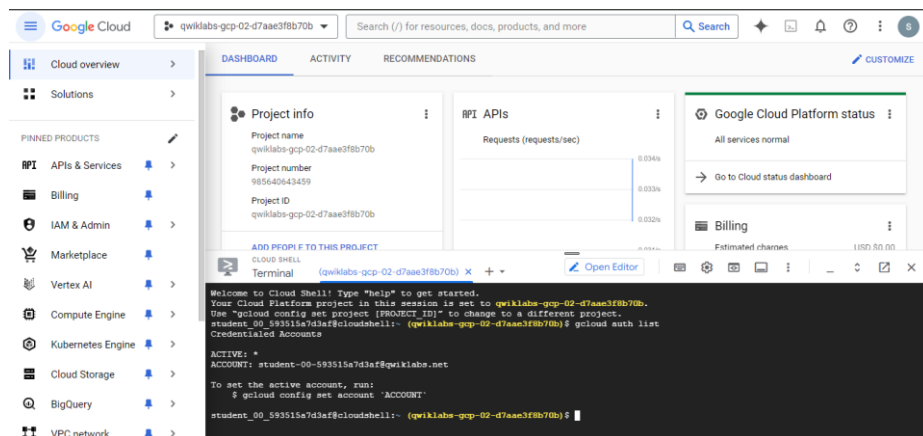 Google Cloud
qwiklabs-gcp-02-d7aae3f8b70b
Search (/) for resources, docs, products, and more
Search
S
Cloud overview
Solutions
PINNED PRODUCTS
API APIs & Services
Billing
IAM & Admin
Marketplace
Vertex AI
Compute Engine
Kubernetes Engine
Cloud Storage
BigQuery
VPC network
DASHBOARD ACTIVITY RECOMMENDATIONS
CUSTOMIZE
Project info
Project name
qwiklabs-gcp-02-d7aae3f8b70b
Project number
985640643459
Project ID
qwiklabs-gcp-02-d7aae3f8b70b
ADD PEOPLE TO THIS PROJECT
API APIs
Requests (requests/sec)
0.034/s
0.033/s
0.032/s
Google Cloud Platform status
All services normal
Go to Cloud status dashboard
Billing
Estimated charges USD $0.00
CLOUD SHELL
Terminal
(qwiklabs-gcp-02-d7aae3f8b70b)
Open Editor
Welcome to Cloud Shell! Type "help" to get started.
Your Cloud Platform project in this session is set to qwiklabs-gcp-02-d7aae3f8b70b.
Use "gcloud config set project [PROJECT_ID]" to change to a different project.
student_00_593515a7d3af@cloudshell:~ (qwiklabs-gcp-02-d7aae3f8b70b)$ gcloud auth list
Credentialed Accounts
ACTIVE: *
ACCOUNT: student-00-593515a7d3af@qwiklabs.net
To set the active account, run:
$ gcloud config set account `ACCOUNT`
student_00_593515a7d3af@cloudshell:~ (qwiklabs-gcp-02-d7aae3f8b70b)$